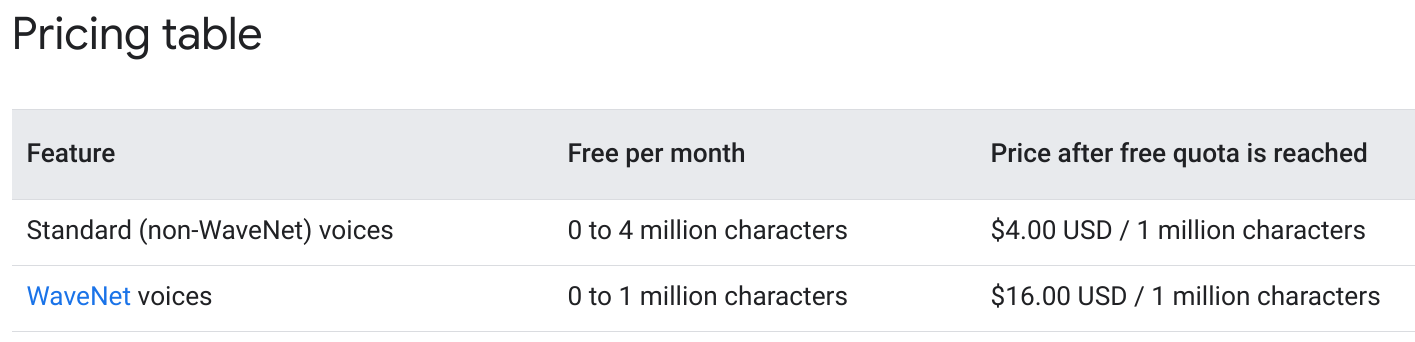 Pricing table
Feature Free per month Price after free quota is reached
Standard (non-WaveNet) voices 0 to 4 million characters $4.00 USD / 1 million characters
WaveNet voices 0 to 1 million characters $16.00 USD / 1 million characters